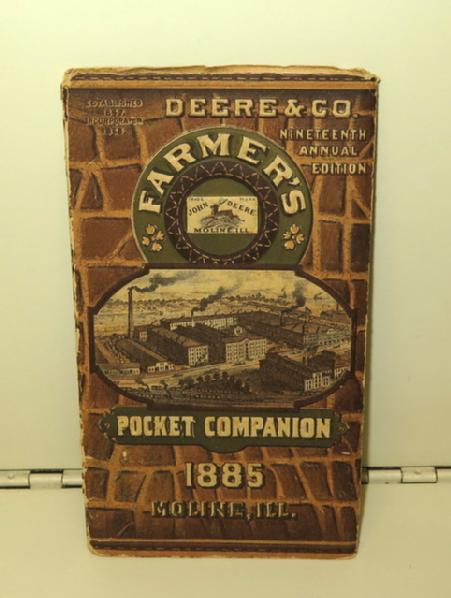 ESTABLISHED
1847.
INCORPORATED
DEERE & CO.
NINETEENTH
ANNUAL
EDITION
FARMER'S
TRADE MARK
JOHN DEERE
MOLINE ILL
POCKET COMPANION
1885
MOLINE, ILL.